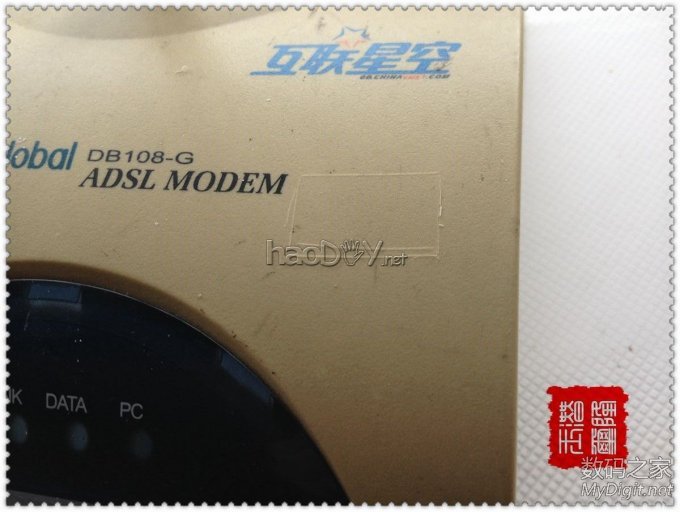 互联星空
lobal DB108-G
ADSL MODEM
haoDIY.net
DATA PC
数码之家
MyDigit.net